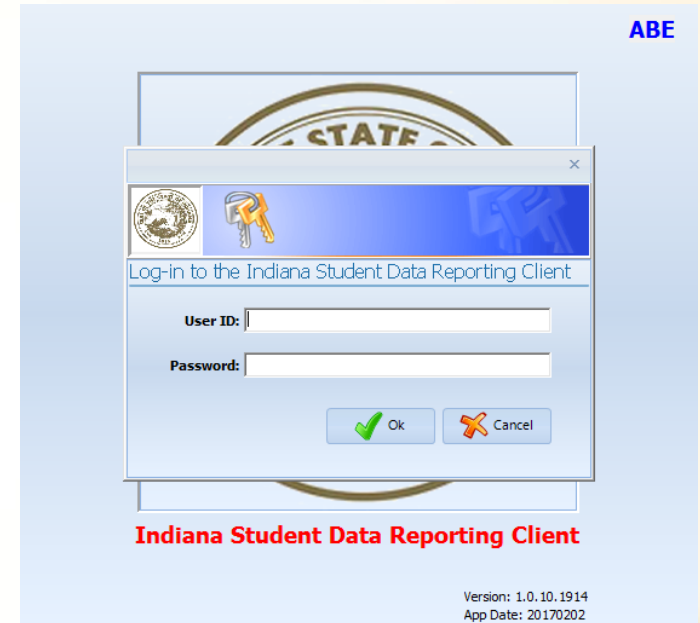 ABE
STATE
Log-in to the Indiana Student Data Reporting Client
User ID:
Password:
Ok
Cancel
Indiana Student Data Reporting Client
Version: 1.0.10.1914
App Date: 20170202